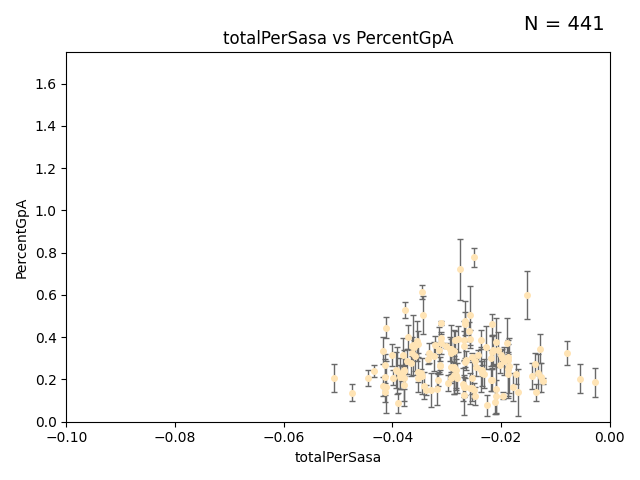 N = 441
totalPerSasa vs PercentGpA
PercentGpA
1.6
1.4
1.2
1.0
0.8
0.6
0.4
0.2
0.0
−0.10 −0.08 −0.06 −0.04 −0.02 0.00
totalPerSasa